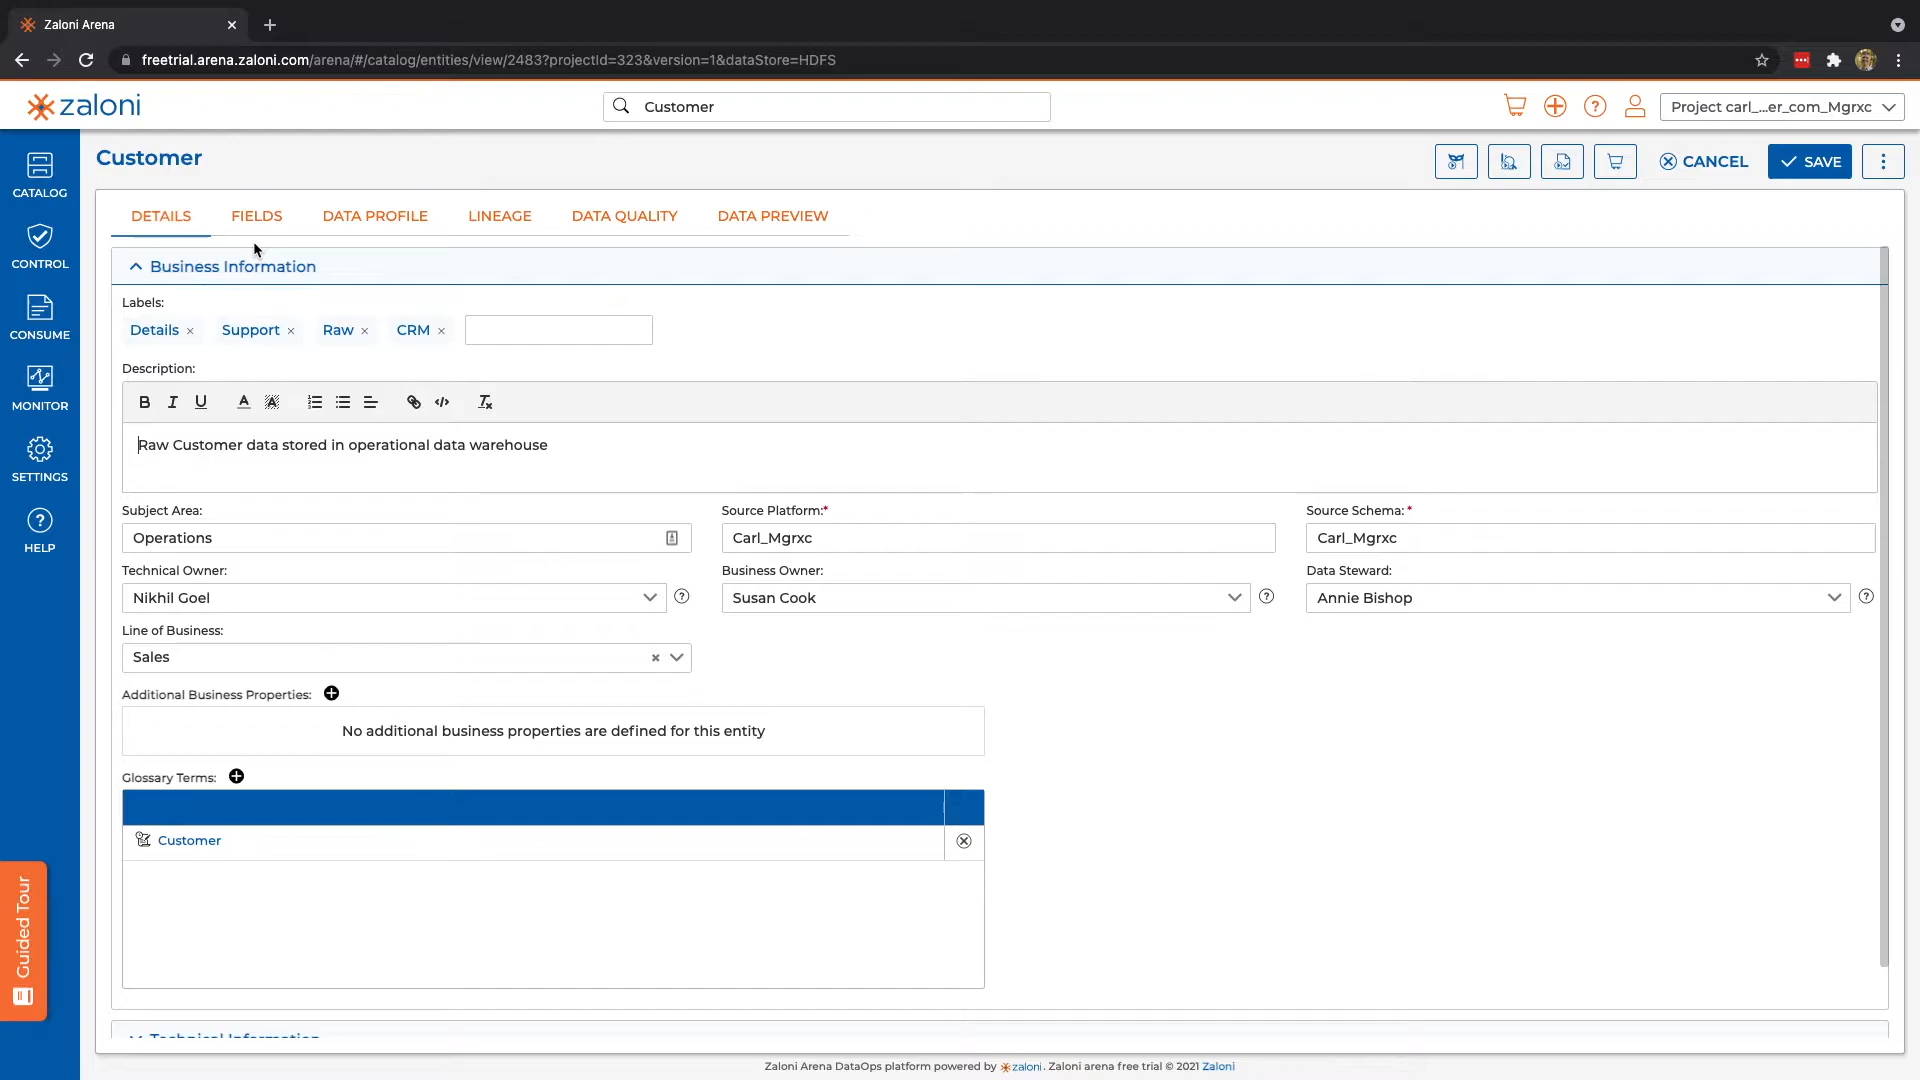 Zaloni Arena
freetrial.arena.zaloni.com/arena/#/catalog/entities/view/2483?projectId=323&version=1&dataStore=HDFS
zaloni
Customer
Project carl_...er_com_Mgrxc
CATALOG
CONTROL
CONSUME
MONITOR
SETTINGS
HELP
Guided Tour
Customer
CANCEL
SAVE
DETAILS FIELDS DATA PROFILE LINEAGE DATA QUALITY DATA PREVIEW
Business Information
Labels:
Details × Support × Raw × CRM ×
Description:
Raw Customer data stored in operational data warehouse
Subject Area: Source Platform:* Source Schema: *
Operations Carl_Mgrxc Carl_Mgrxc
Technical Owner: Business Owner: Data Steward:
Nikhil Goel Susan Cook Annie Bishop
Line of Business:
Sales
Additional Business Properties:
No additional business properties are defined for this entity
Glossary Terms:
Customer
Technical Information
Zaloni Arena DataOps platform powered by zaloni. Zaloni arena free trial © 2021 Zaloni